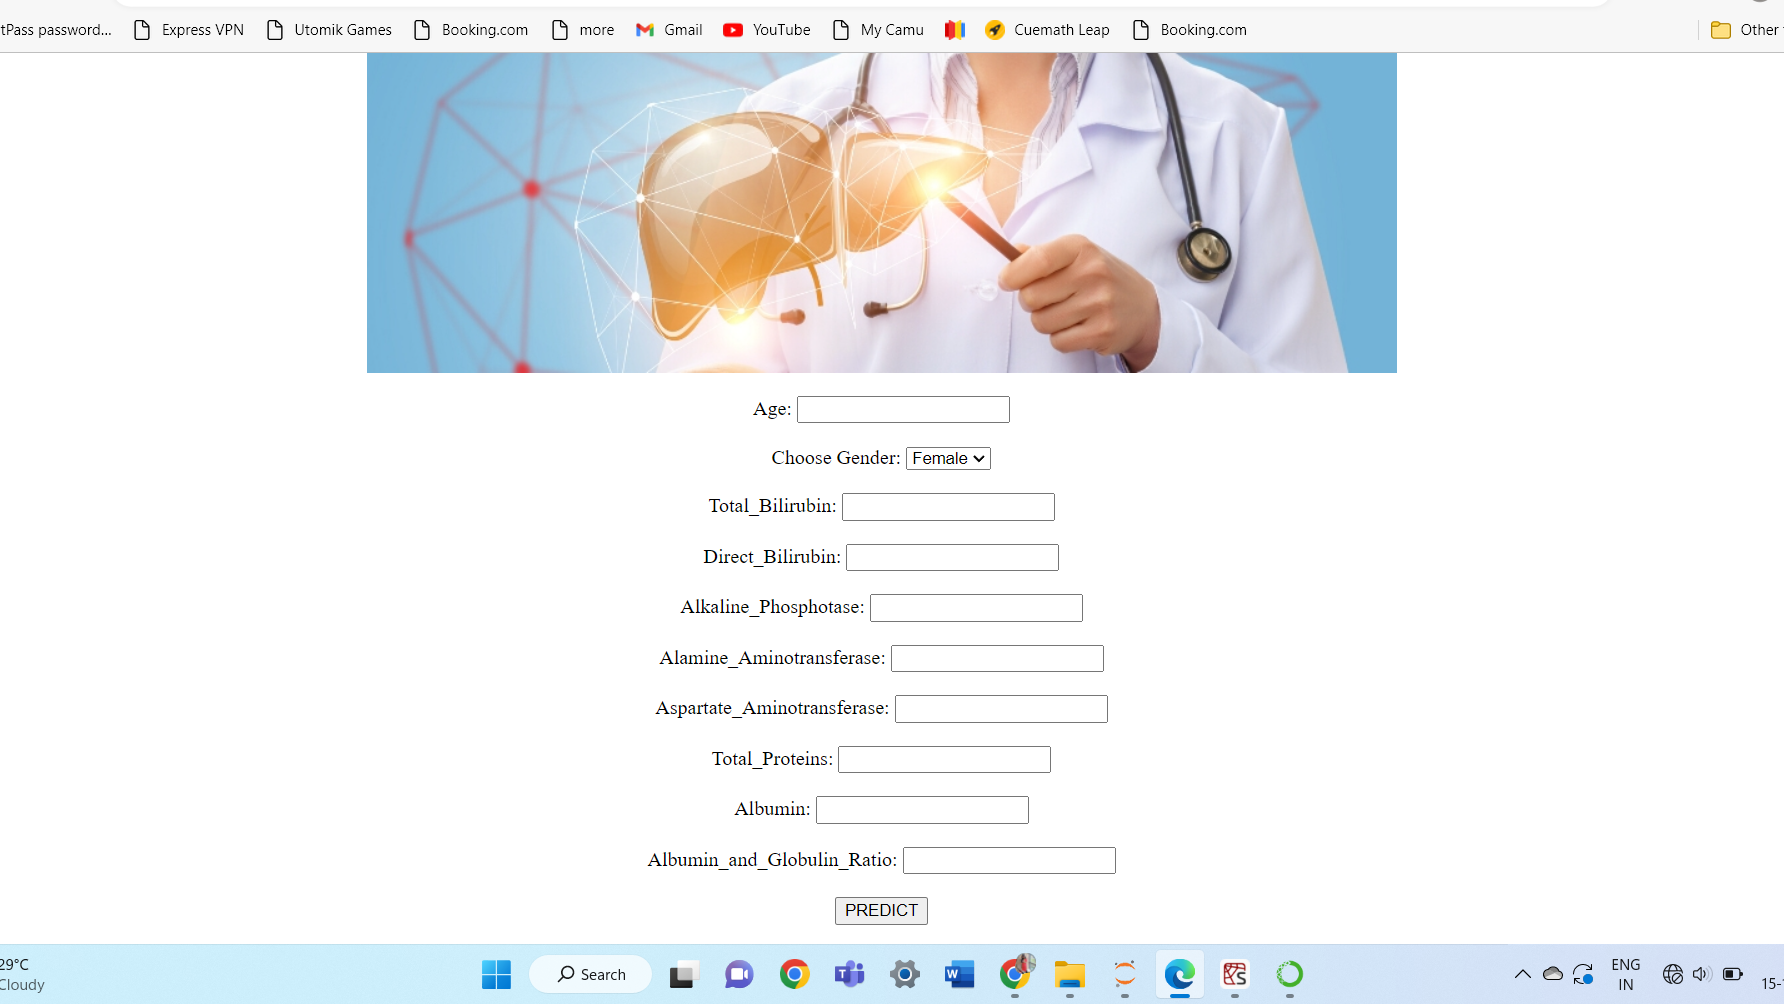 tPass password... Express VPN Utomik Games Booking.com more Gmail YouTube My Camu Cuemath Leap Booking.com Other
Age:
Choose Gender: Female
Total_Bilirubin:
Direct_Bilirubin:
Alkaline_Phosphotase:
Alamine_Aminotransferase:
Aspartate_Aminotransferase:
Total_Proteins:
Albumin:
Albumin_and_Globulin_Ratio:
PREDICT
29°C
Cloudy
Search
ENG
IN
15-